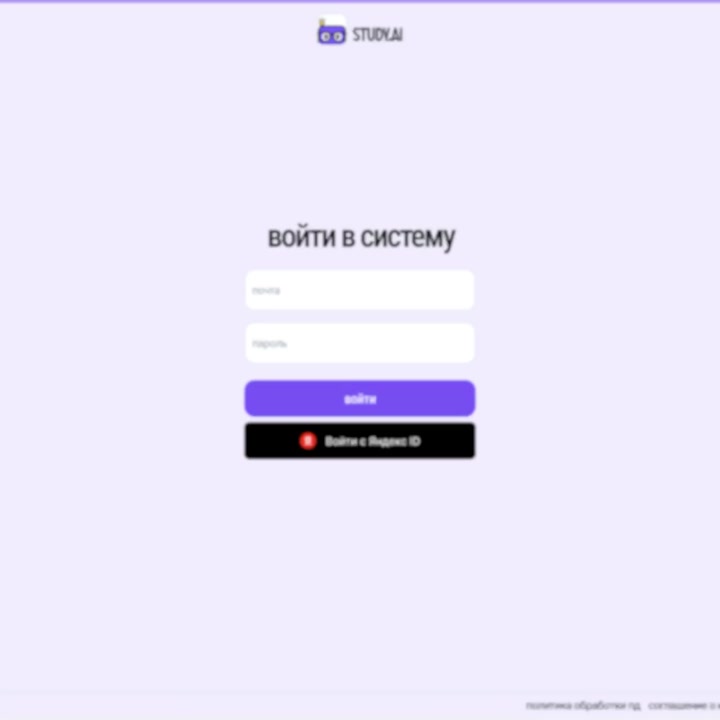 STUDY.AI
войти в систему
почта
пароль
войти
Я Войти с Яндекс ID
политика обработки пд соглашение о